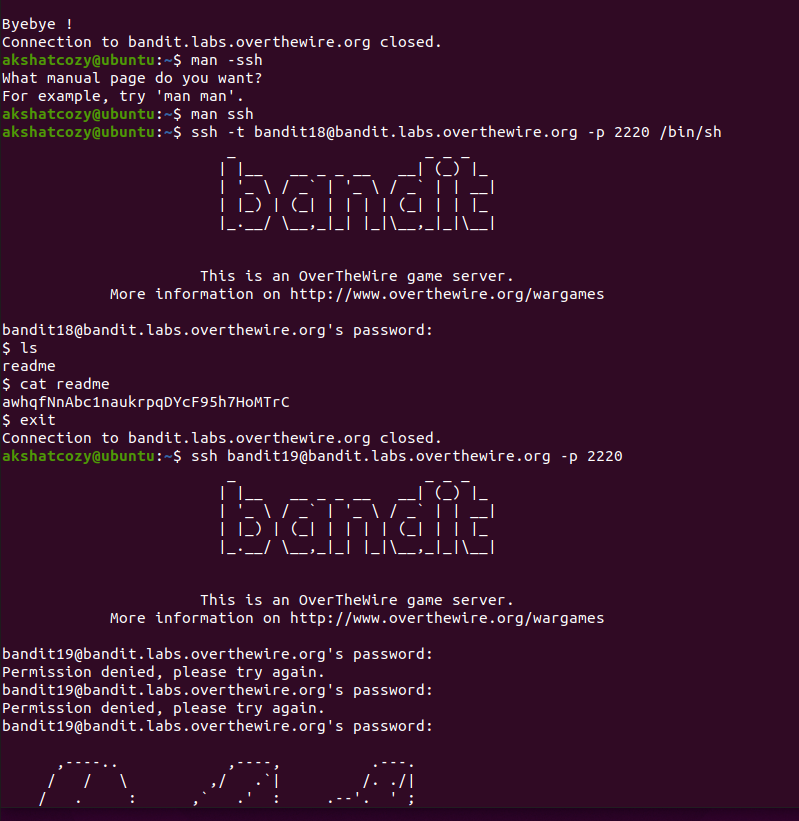 Byebye !
Connection to bandit.labs.overthewire.org closed.
akshatcozy@ubuntu:~$ man -ssh
What manual page do you want?
For example, try 'man man'.
akshatcozy@ubuntu:~$ man ssh
akshatcozy@ubuntu:~$ ssh -t bandit18@bandit.labs.overthewire.org -p 2220 /bin/sh
bandit
This is an OverTheWire game server.
More information on http://www.overthewire.org/wargames
bandit18@bandit.labs.overthewire.org's password:
$ ls
readme
$ cat readme
awhqfNnAbc1naukrpqDYcF95h7HoMTrC
$ exit
Connection to bandit.labs.overthewire.org closed.
akshatcozy@ubuntu:~$ ssh bandit19@bandit.labs.overthewire.org -p 2220
bandit
This is an OverTheWire game server.
More information on http://www.overthewire.org/wargames
bandit19@bandit.labs.overthewire.org's password:
Permission denied, please try again.
bandit19@bandit.labs.overthewire.org's password:
Permission denied, please try again.
bandit19@bandit.labs.overthewire.org's password: